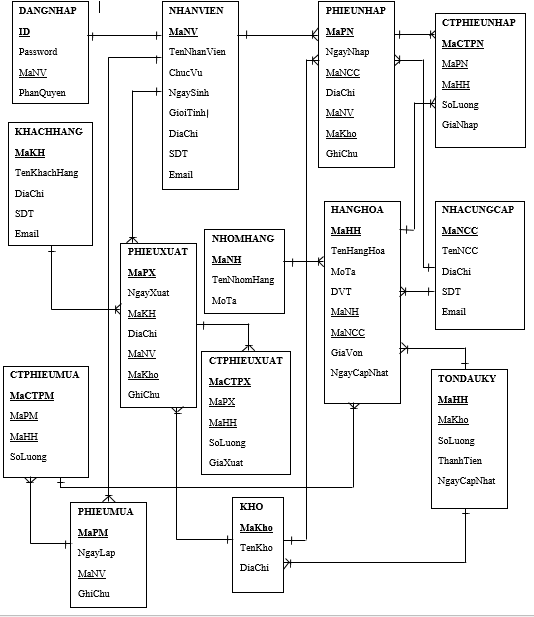 DANGNHAP
ID
Password
MaNV
PhanQuyen
NHANVIEN
MaNV
TenNhanVien
ChucVu
NgaySinh
GioiTinh
DiaChi
SDT
Email
PHIEUNHAP
MaPN
NgayNhap
MaNCC
DiaChi
MaNV
MaKho
GhiChu
CTPHIEUNHAP
MaCTPN
MaPN
MaHH
SoLuong
GiaNhap
KHACHHANG
MaKH
TenKhachHang
DiaChi
SDT
Email
PHIEUXUAT
MaPX
NgayXuat
MaKH
DiaChi
MaNV
MaKho
GhiChu
NHOMHANG
MaNH
TenNhomHang
MoTa
HANGHOA
MaHH
TenHangHoa
MoTa
DVT
MaNH
MaNCC
GiaVon
NgayCapNhat
NHACUNGCAP
MaNCC
TenNCC
DiaChi
SDT
Email
CTPHIEUMUA
MaCTPM
MaPM
MaHH
SoLuong
CTPHIEUXUAT
MaCTPX
MaPX
MaHH
SoLuong
GiaXuat
TONDAUKY
MaHH
MaKho
SoLuong
ThanhTien
NgayCapNhat
PHIEUMUA
MaPM
NgayLap
MaNV
GhiChu
KHO
MaKho
TenKho
DiaChi